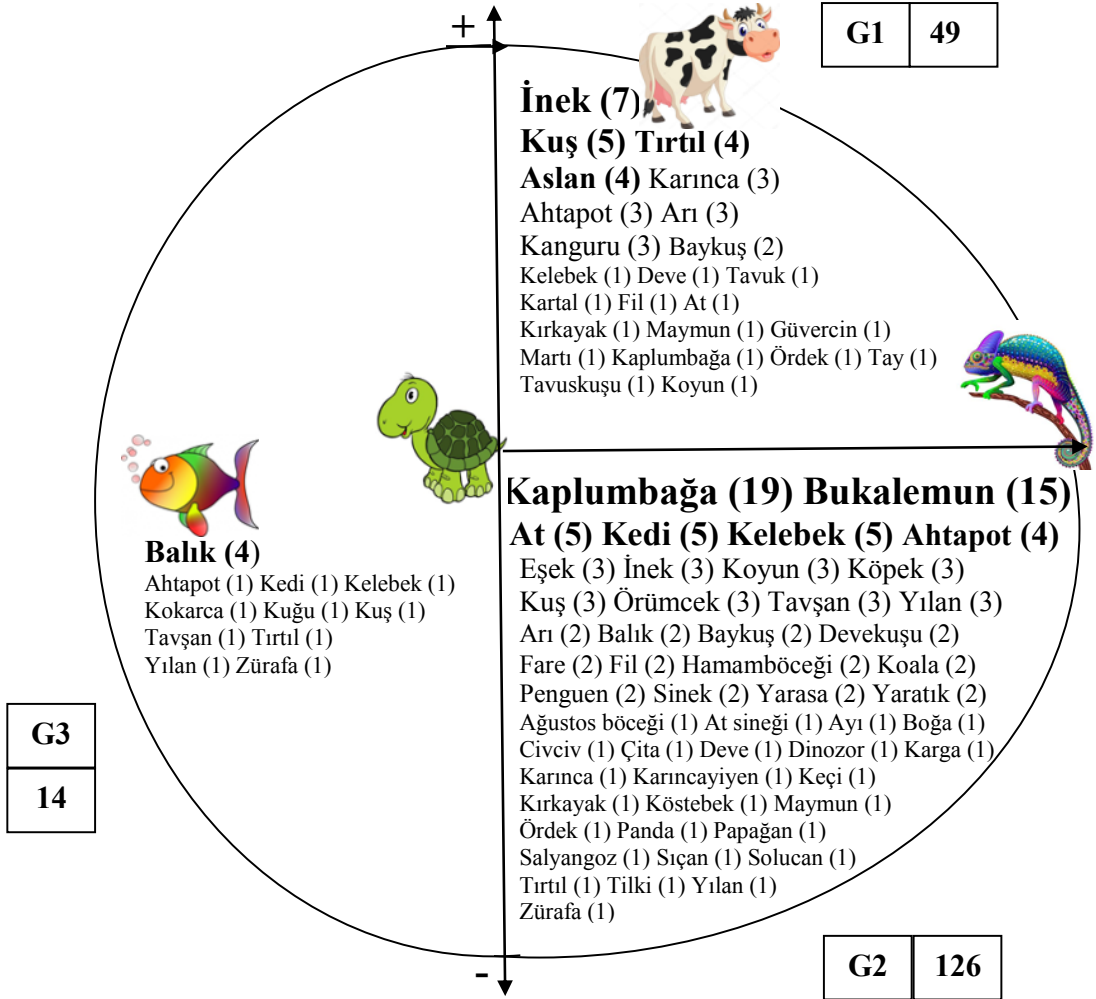 +
G1 49
İnek (7)
Kuş (5) Tırtıl (4)
Aslan (4) Karınca (3)
Ahtapot (3) Arı (3)
Kanguru (3) Baykuş (2)
Kelebek (1) Deve (1) Tavuk (1)
Kartal (1) Fil (1) At (1)
Kırkayak (1) Maymun (1) Güvercin (1)
Martı (1) Kaplumbağa (1) Ördek (1) Tay (1)
Tavuskuşu (1) Koyun (1)
Kaplumbağa (19) Bukalemun (15)
At (5) Kedi (5) Kelebek (5) Ahtapot (4)
Eşek (3) İnek (3) Koyun (3) Köpek (3)
Kuş (3) Örümcek (3) Tavşan (3) Yılan (3)
Arı (2) Balık (2) Baykuş (2) Devekuşu (2)
Fare (2) Fil (2) Hamamböceği (2) Koala (2)
Penguen (2) Sinek (2) Yarasa (2) Yaratık (2)
Ağustos böceği (1) At sineği (1) Ayı (1) Boğa (1)
Civciv (1) Çita (1) Deve (1) Dinozor (1) Karga (1)
Karınca (1) Karıncayiyen (1) Keçi (1)
Kırkayak (1) Köstebek (1) Maymun (1)
Ördek (1) Panda (1) Papağan (1)
Salyangoz (1) Sıçan (1) Solucan (1)
Tırtıl (1) Tilki (1) Yılan (1)
Zürafa (1)
Balık (4)
Ahtapot (1) Kedi (1) Kelebek (1)
Kokarca (1) Kuğu (1) Kuş (1)
Tavşan (1) Tırtıl (1)
Yılan (1) Zürafa (1)
G3
14
-
G2 126